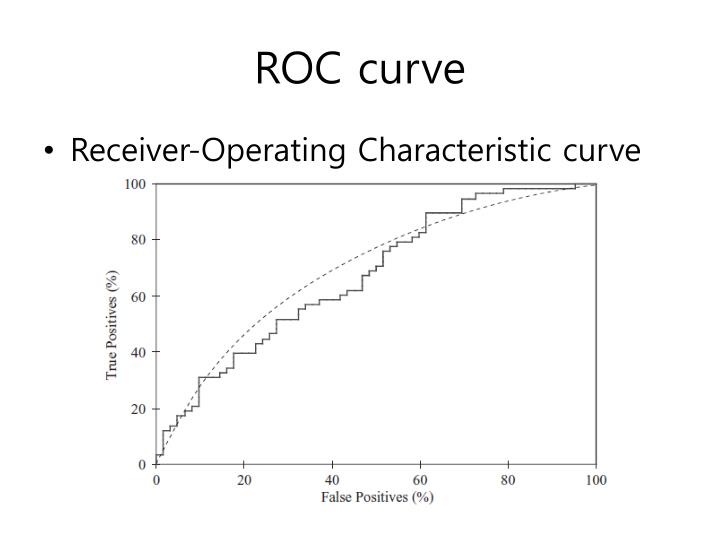 ROC curve
• Receiver-Operating Characteristic curve
100
80
60
40
20
0
True Positives (%)
0 20 40 60 80 100
False Positives (%)